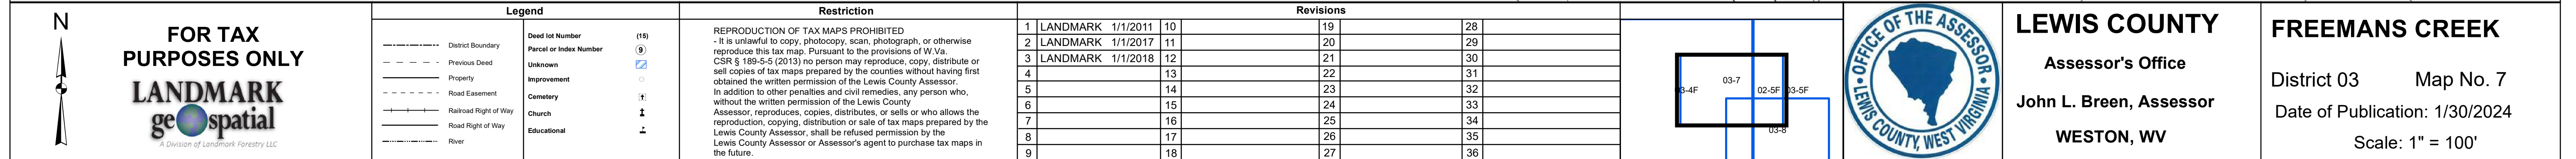 N
FOR TAX
PURPOSES ONLY
LANDMARK
geospatial
A Division of Landmark Forestry LLC
Legend
District Boundary
Previous Deed
Property
Road Easement
Railroad Right of Way
Road Right of Way
River
Deed lot Number (15)
Parcel or Index Number 9
Unknown
Improvement
Cemetery
Church
Educational
Restriction
REPRODUCTION OF TAX MAPS PROHIBITED
- It is unlawful to copy, photocopy, scan, photograph, or otherwise
reproduce this tax map. Pursuant to the provisions of W.Va.
CSR § 189-5-5 (2013) no person may reproduce, copy, distribute or
sell copies of tax maps prepared by the counties without having first
obtained the written permission of the Lewis County Assessor.
In addition to other penalties and civil remedies, any person who,
without the written permission of the Lewis County
Assessor, reproduces, copies, distributes, or sells or who allows the
reproduction, copying, distribution or sale of tax maps prepared by the
Lewis County Assessor, shall be refused permission by the
Lewis County Assessor or Assessor's agent to purchase tax maps in
the future.
Revisions
1 LANDMARK 1/1/2011 10 19 28
2 LANDMARK 1/1/2017 11 20 29
3 LANDMARK 1/1/2018 12 21 30
4 13 22 31
5 14 23 32
6 15 24 33
7 16 25 34
8 17 26 35
9 18 27 36
03-7
03-4F 02-5F 03-5F
03-8
OFFICE OF THE ASSESSOR
LEWIS COUNTY, WEST VIRGINIA
LEWIS COUNTY
Assessor's Office
John L. Breen, Assessor
WESTON, WV
FREEMANS CREEK
District 03 Map No. 7
Date of Publication: 1/30/2024
Scale: 1" = 100'